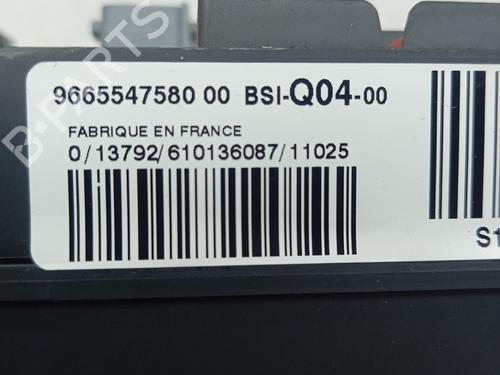 B-PARTS
9665547580 00 BSI-Q04-00
FABRIQUE EN FRANCE
0/13792/610136087/11025
S1